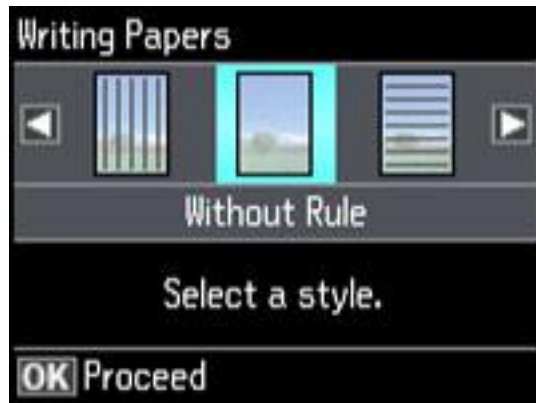 Writing Papers
Without Rule
Select a style.
OK Proceed